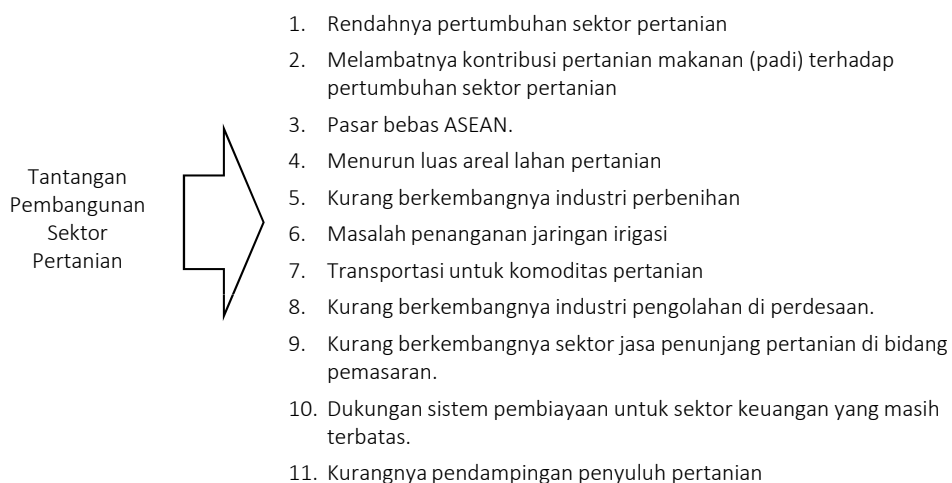 Tantangan
Pembangunan
Sektor
Pertanian
1. Rendahnya pertumbuhan sektor pertanian
2. Melambatnya kontribusi pertanian makanan (padi) terhadap
pertumbuhan sektor pertanian
3. Pasar bebas ASEAN.
4. Menurun luas areal lahan pertanian
5. Kurang berkembangnya industri perbenihan
6. Masalah penanganan jaringan irigasi
7. Transportasi untuk komoditas pertanian
8. Kurang berkembangnya industri pengolahan di perdesaan.
9. Kurang berkembangnya sektor jasa penunjang pertanian di bidang
pemasaran.
10. Dukungan sistem pembiayaan untuk sektor keuangan yang masih
terbatas.
11. Kurangnya pendampingan penyuluh pertanian